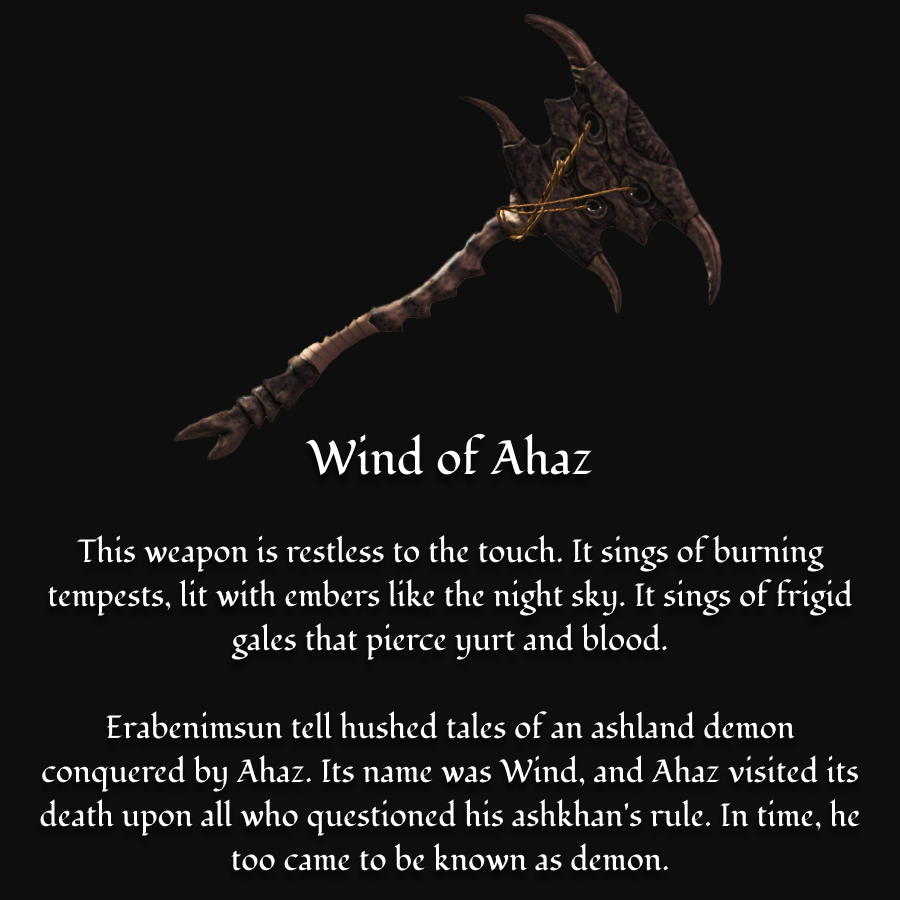 Wind of Ahaz
This weapon is restless to the touch. It sings of burning
tempests, lit with embers like the night sky. It sings of frigid
gales that pierce yurt and blood.
Erabenimsun tell hushed tales of an ashland demon
conquered by Ahaz. Its name was Wind, and Ahaz visited its
death upon all who questioned his ashkhan's rule. In time, he
too came to be known as demon.